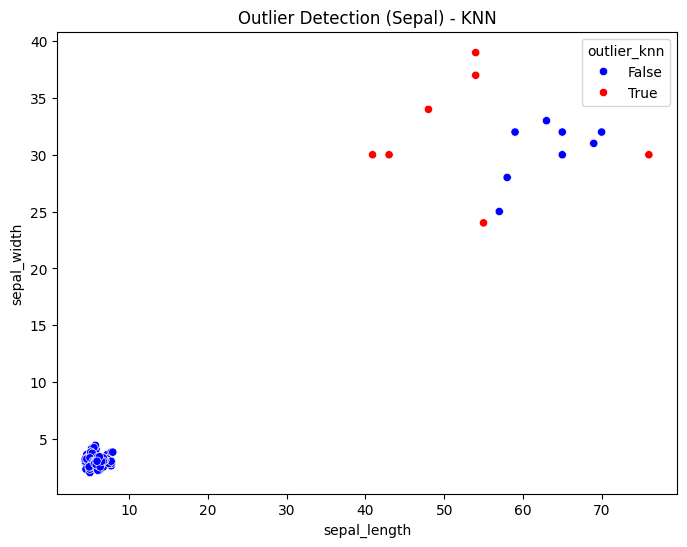 Outlier Detection (Sepal) - KNN
outlier_knn
False
True
sepal_width
40
35
30
25
20
15
10
5
10 20 30 40 50 60 70
sepal_length